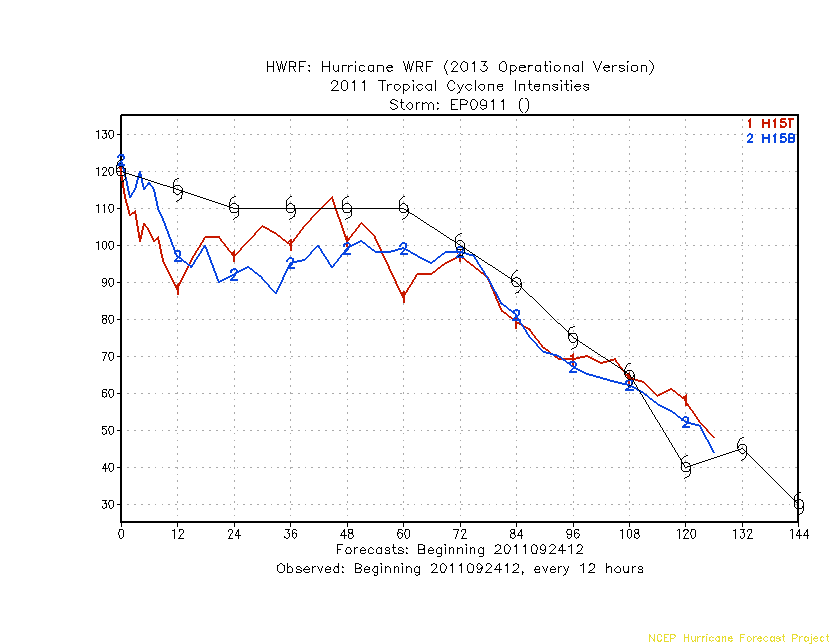 HWRF: Hurricane WRF (2013 Operational Version)
2011 Tropical Cyclone Intensities
Storm: EP0911 ()
1 H15T
2 H15B
130
120
110
100
90
80
70
60
50
40
30
0 12 24 36 48 60 72 84 96 108 120 132 144
Forecasts: Beginning 2011092412
Observed: Beginning 2011092412, every 12 hours
NCEP Hurricane Forecast Project